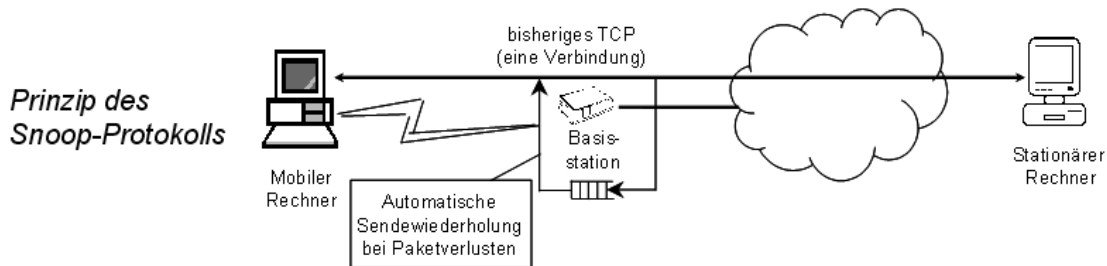 Prinzip des
Snoop-Protokolls
bisheriges TCP
(eine Verbindung)
Mobiler
Rechner
Basis-
station
Automatische
Sendewiederholung
bei Paketverlusten
Stationärer
Rechner